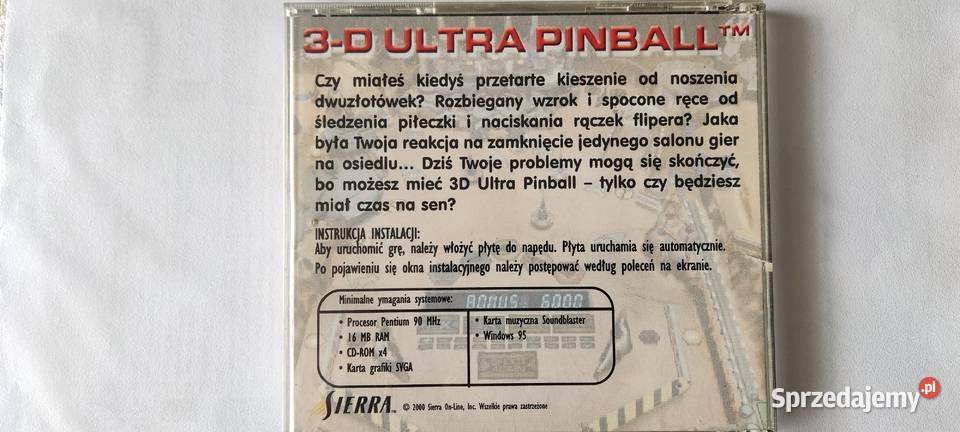 3-D ULTRA PINBALL™
Czy miałeś kiedyś przetarte kieszenie od noszenia
dwuzłotówek? Rozbiegany wzrok i spocone ręce od
śledzenia piłeczki i naciskania rączek flipera? Jaka
była Twoja reakcja na zamknięcie jedynego salonu gier
na osiedlu... Dziś Twoje problemy mogą się skończyć,
bo możesz mieć 3D Ultra Pinball – tylko czy będziesz
miał czas na sen?
INSTRUKCJA INSTALACJI:
Aby uruchomić grę, należy włożyć płytę do napędu. Płyta uruchamia się automatycznie.
Po pojawieniu się okna instalacyjnego należy postępować według poleceń na ekranie.
Minimalne ymagania systemowe:
BONUS 6000
• Procesor Pentium 90 MHz
• 16 MB RAM
• CD-ROM x4
• Karta grafiki SVGA
• Karta muzyczna Soundblaster
• Windows 95
SIERRA™ © 2000 Sierra On-Line, Inc. Wszelkie prawa zastrzeżone
Sprzedajemy.pl